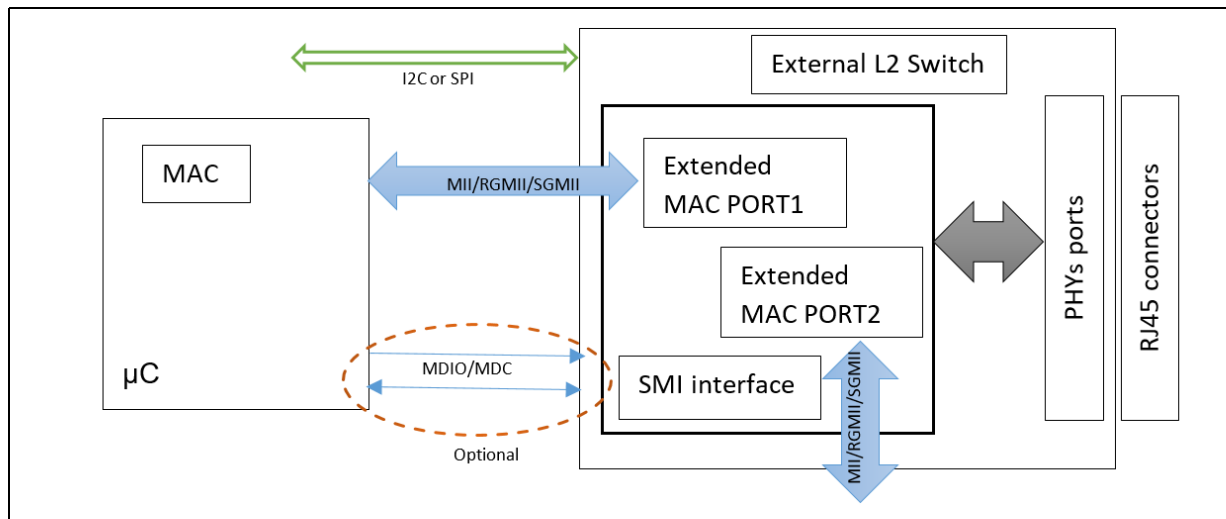 External L2 Switch
I2C or SPI
MAC
MII/RGMII/SGMII
Extended
MAC PORT1
Extended
MAC PORT2
PHYs ports
RJ45 connectors
µC
MDIO/MDC
SMI interface
MII/RGMII/SGMII
Optional